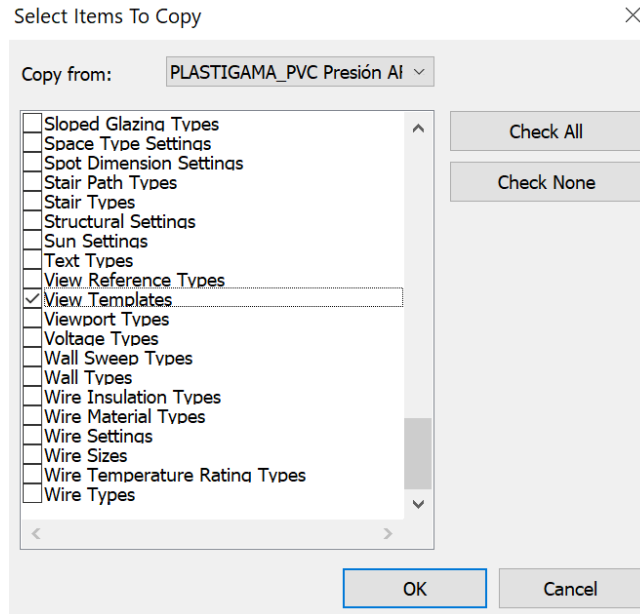 Select Items To Copy
Copy from:
PLASTIGAMA_PVC Presión
Check All
Check None
Sloped Glazing Types
Space Type Settings
Spot Dimension Settings
Stair Path Types
Stair Types
Structural Settings
Sun Settings
Text Types
View Reference Types
View Templates
Viewport Types
Voltage Types
Wall Sweep Types
Wall Types
Wire Insulation Types
Wire Material Types
Wire Settings
Wire Sizes
Wire Temperature Rating Types
Wire Types
OK
Cancel